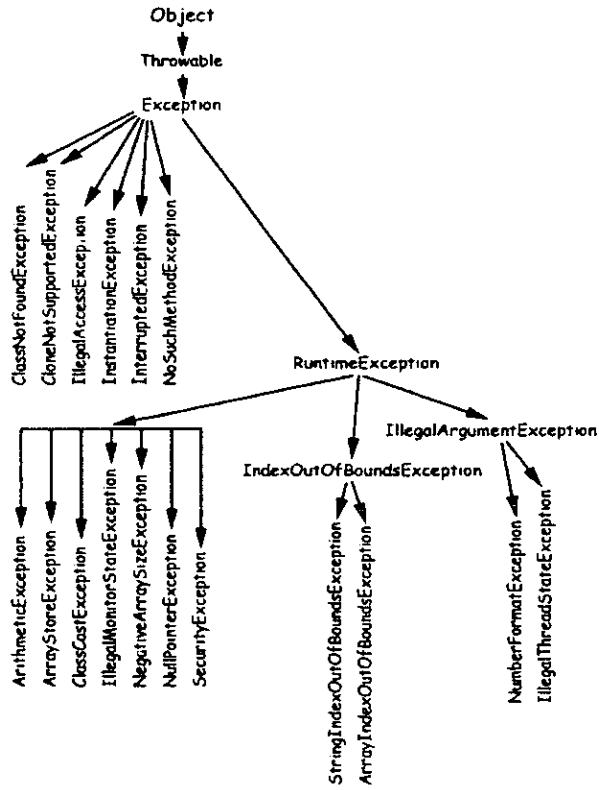 Object
Throwable
Exception
ClassNotFoundException
CloneNotSupportedException
IllegalAccessException
InstantiationException
InterruptedException
NoSuchMethodException
RuntimeException
IllegalArgumentException
IndexOutOfBoundsException
ArithmeticException
ArrayStoreException
ClassCastException
IllegalMonitorStateException
NegativeArraySizeException
NullPointerException
SecurityException
StringIndexOutOfBoundsException
ArrayIndexOutOfBoundsException
NumberFormatException
IllegalThreadStateException